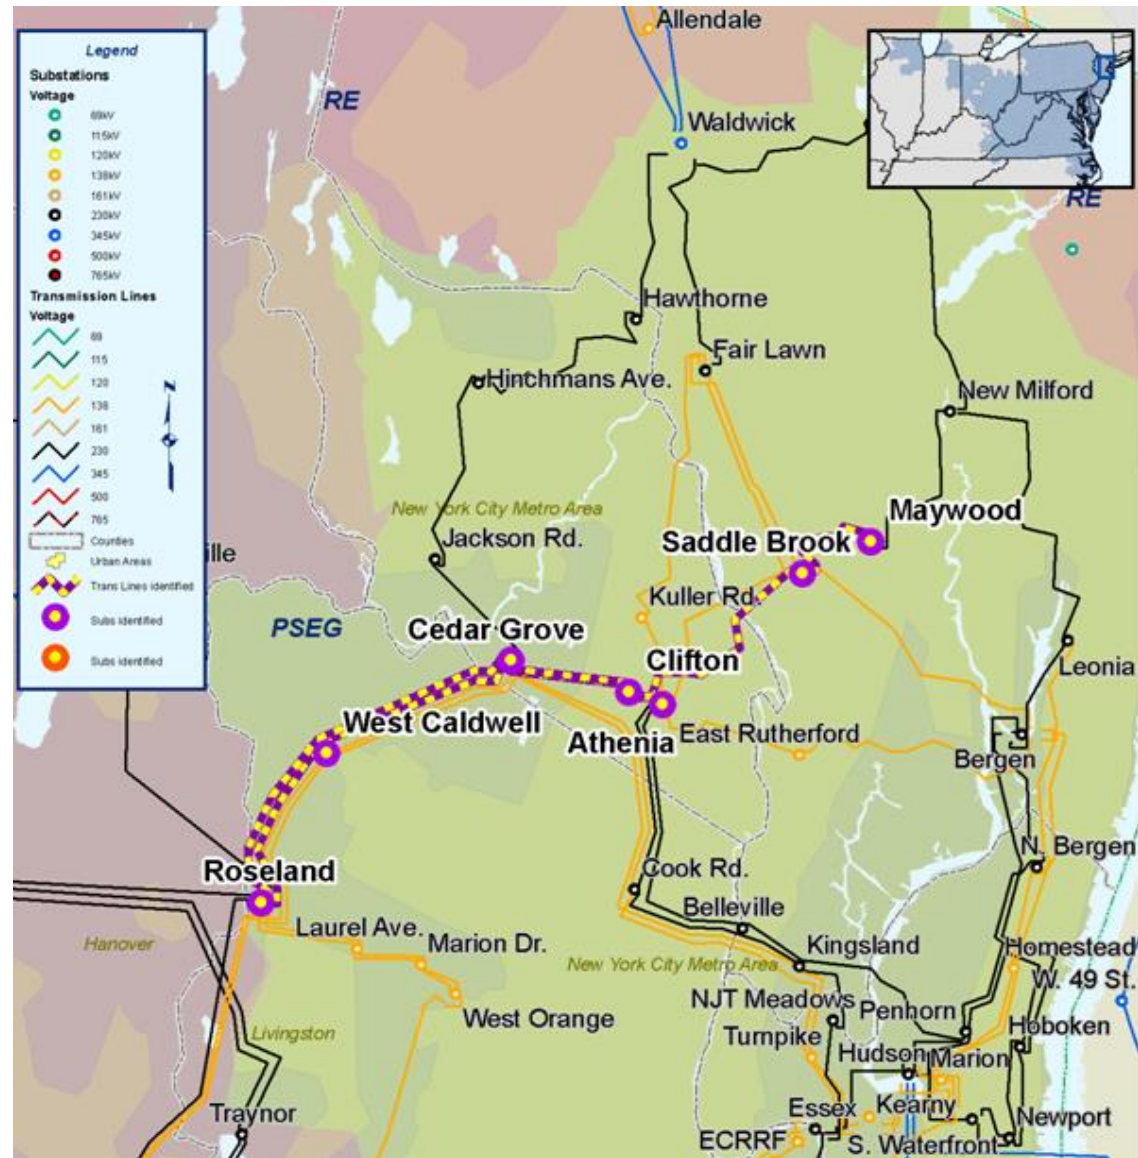 Legend
Substations
Voltage
69kV
115kV
120kV
138kV
161kV
230kV
345kV
500kV
765kV
Transmission Lines
Voltage
69
115
120
138
161
230
345
500
765
Counties
Urban Areas
Trans Lines identified
Subs identified
Subs identified
N
Allendale
RE
Waldwick
RE
Hawthorne
Fair Lawn
Hinchmans Ave.
New Milford
New York City Metro Area
Maywood
Jackson Rd.
Saddle Brook
ville
Kuller Rd.
PSEG
Cedar Grove
Clifton
Leonia
West Caldwell
East Rutherford
Athenia
Bergen
N. Bergen
Roseland
Cook Rd.
Belleville
Laurel Ave.
Marion Dr.
Hanover
Kingsland
Homestead
New York City Metro Area
W. 49 St.
NJT Meadows
Penhorn
West Orange
Hoboken
Livingston
Turnpike
Hudson
Marion
Traynor
Essex
Kearny
Newport
ECRRF
S. Waterfront